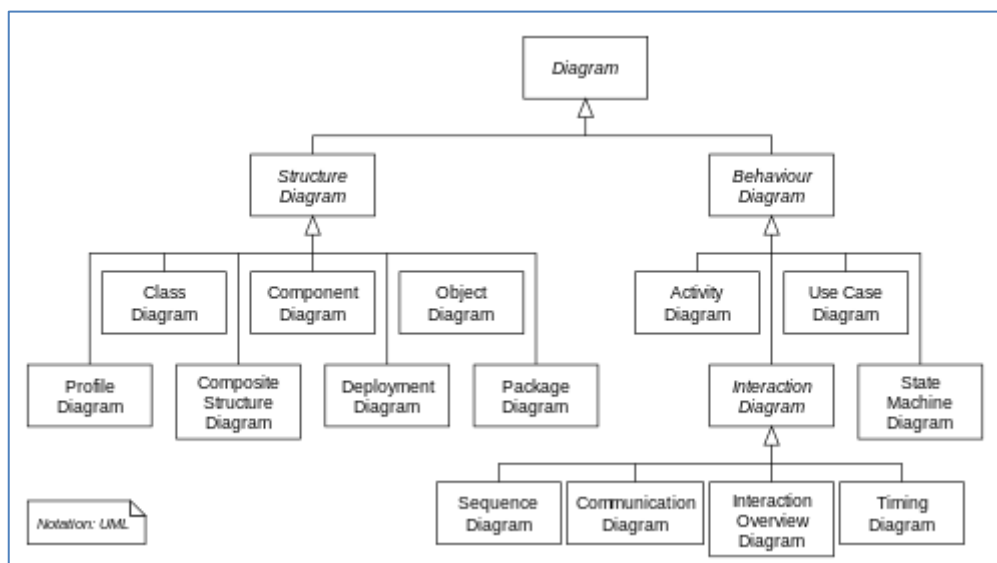 Diagram
Structure
Diagram
Behaviour
Diagram
Class
Diagram
Component
Diagram
Object
Diagram
Activity
Diagram
Use Case
Diagram
Profile
Diagram
Composite
Structure
Diagram
Deployment
Diagram
Package
Diagram
Interaction
Diagram
State
Machine
Diagram
Sequence
Diagram
Communication
Diagram
Interaction
Overview
Diagram
Timing
Diagram
Notation: UML